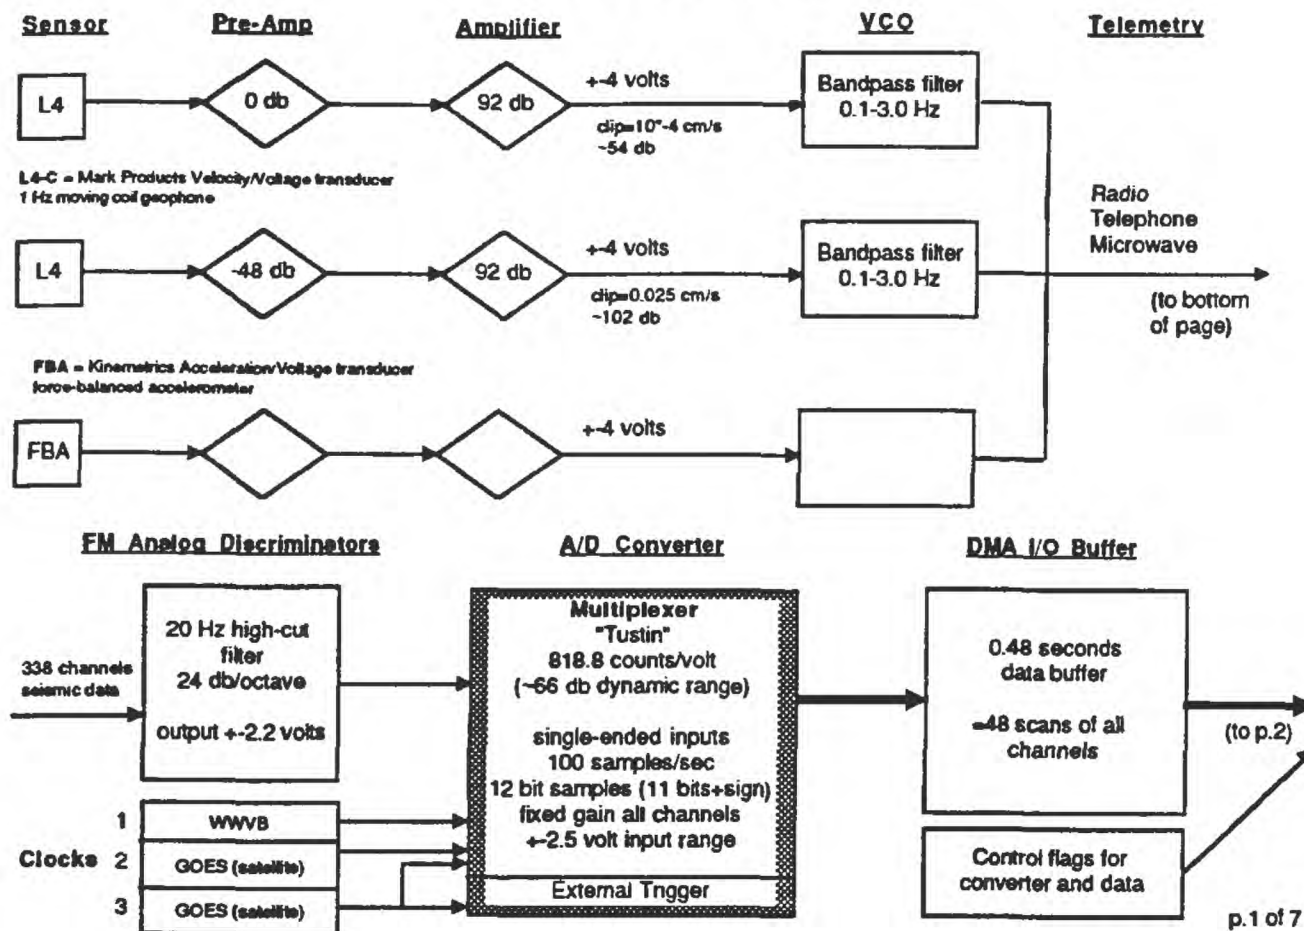 Sensor Pre-Amp Amplifier VCO Telemetry
L4
0 db
92 db
+-4 volts
clip=10^-4 cm/s
~54 db
Bandpass filter
0.1-3.0 Hz
L4-C = Mark Products Velocity/Voltage transducer
1 Hz moving coil geophone
Radio
Telephone
Microwave
(to bottom
of page)
L4
-48 db
92 db
+-4 volts
clip=0.025 cm/s
~102 db
Bandpass filter
0.1-3.0 Hz
FBA = Kinemetrics Acceleration/Voltage transducer
force-balanced accelerometer
FBA
+-4 volts
FM Analog Discriminators A/D Converter DMA I/O Buffer
338 channels
seismic data
20 Hz high-cut
filter
24 db/octave
output +-2.2 volts
Multiplexer
"Tustin"
818.8 counts/volt
(~66 db dynamic range)
single-ended inputs
100 samples/sec
12 bit samples (11 bits+sign)
fixed gain all channels
+-2.5 volt input range
External Trigger
0.48 seconds
data buffer
=48 scans of all
channels
(to p.2)
Clocks
1 WWVB
2 GOES (satellite)
3 GOES (satellite)
Control flags for
converter and data
p.1 of 7